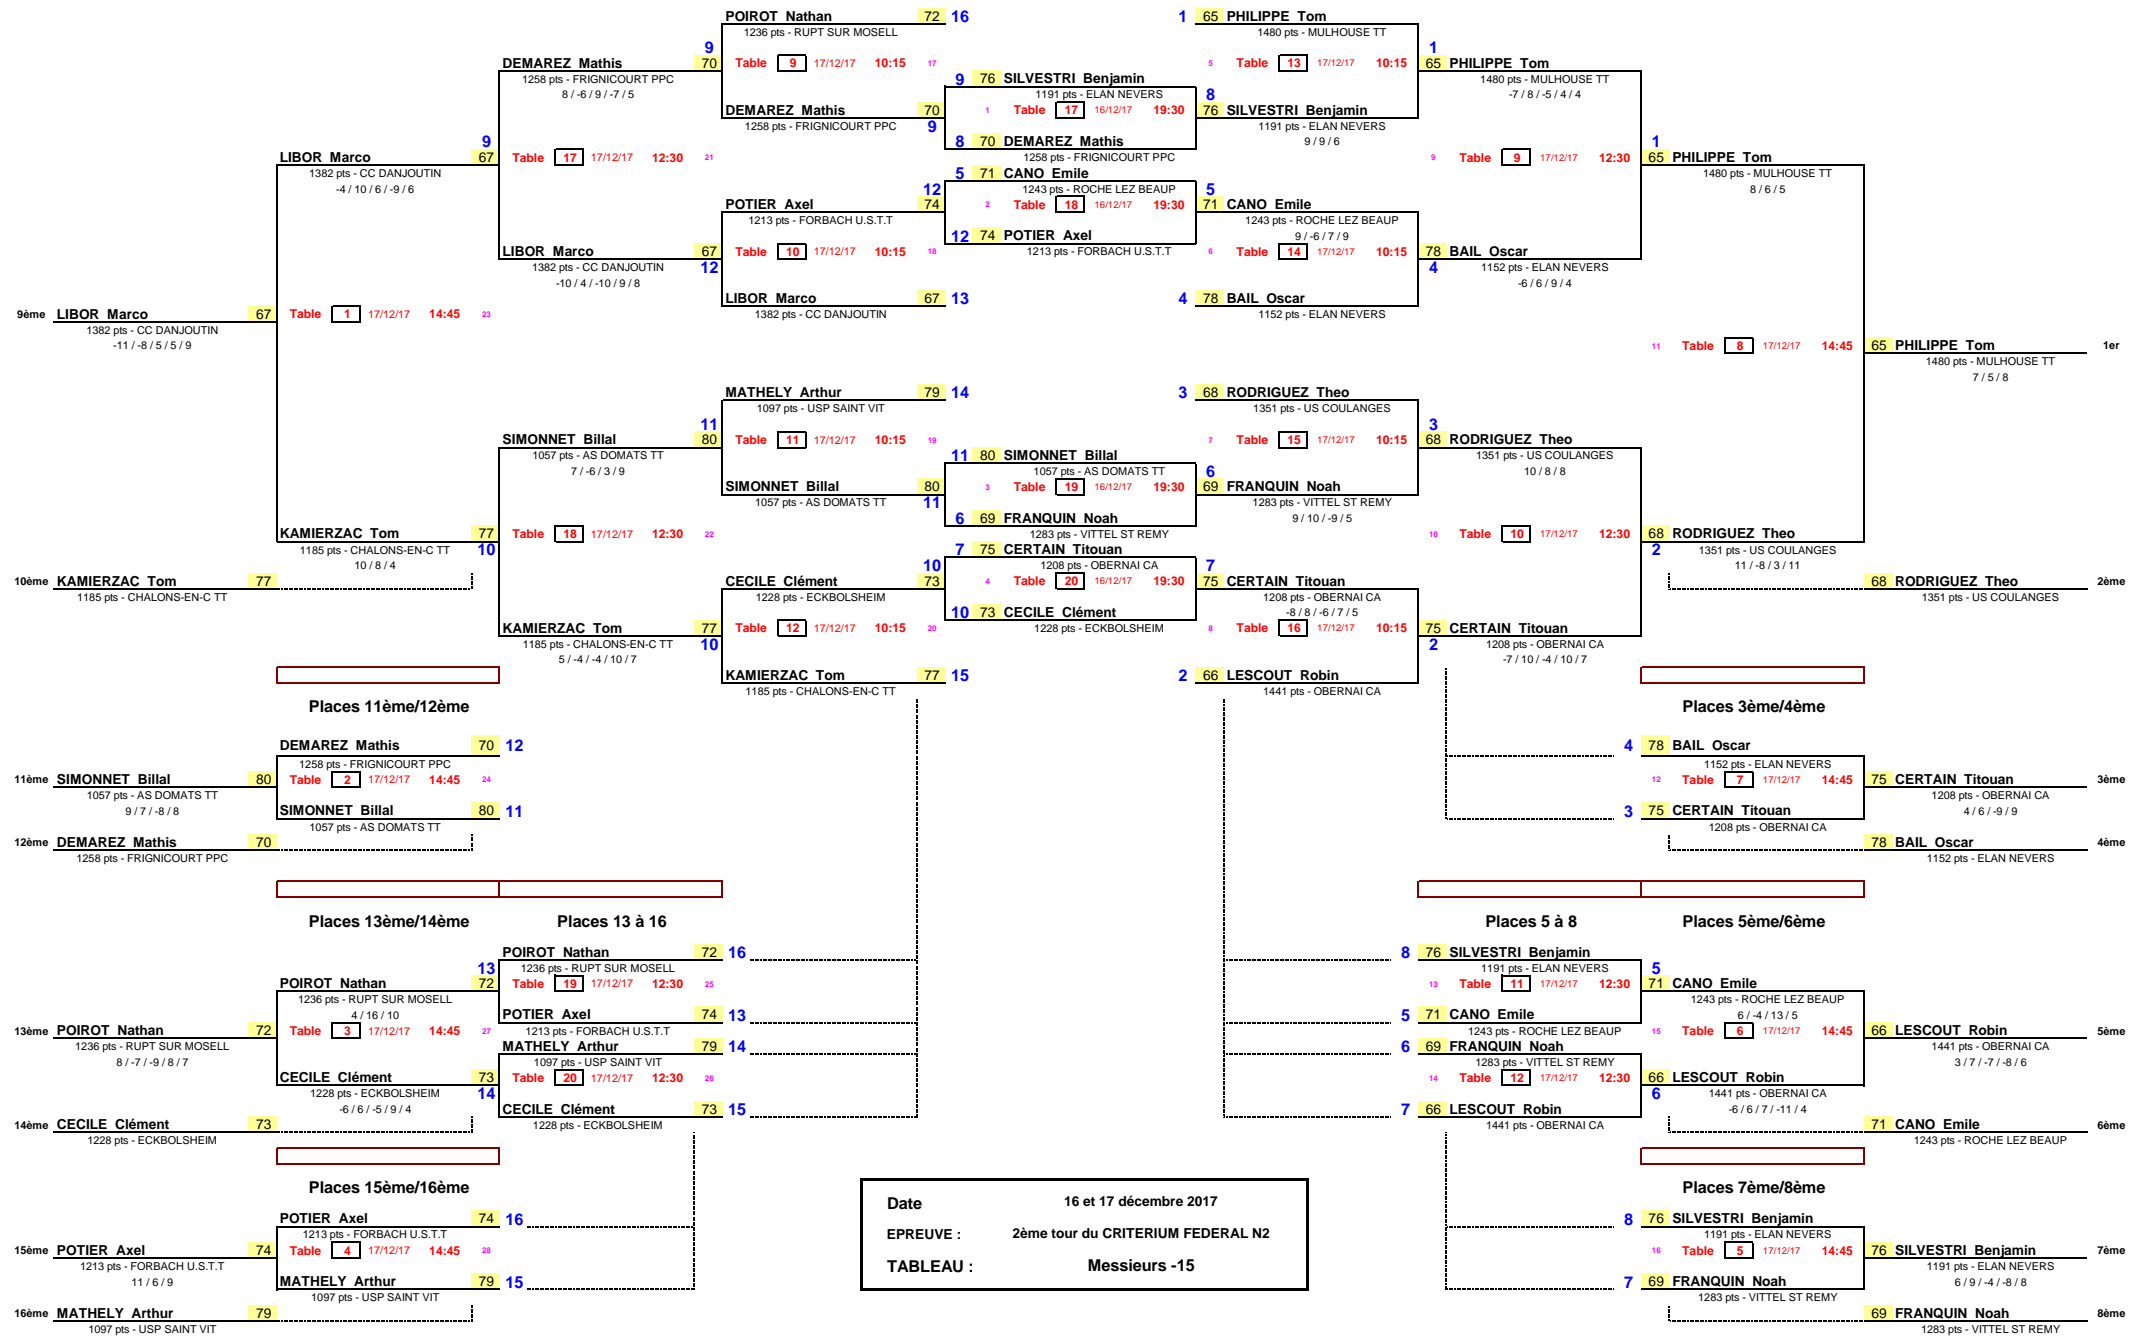 POIROT Nathan 72 16
1236 pts - RUPT SUR MOSELL
9
DEMAREZ Mathis 70
1258 pts - FRIGNICOURT PPC
8 / -6 / 9 / -7 / 5
Table 9 17/12/17 10:15 17
DEMAREZ Mathis 70
1258 pts - FRIGNICOURT PPC 9
9
LIBOR Marco 67
1382 pts - CC DANJOUTIN
-4 / 10 / 6 / -9 / 6
Table 17 17/12/17 12:30 21
12
POTIER Axel 74
1213 pts - FORBACH U.S.T.T
LIBOR Marco 67
1382 pts - CC DANJOUTIN 12
-10 / 4 / -10 / 9 / 8
Table 10 17/12/17 10:15 18
LIBOR Marco 67 13
1382 pts - CC DANJOUTIN
9ème LIBOR Marco 67
1382 pts - CC DANJOUTIN
-11 / -8 / 5 / 5 / 9
Table 1 17/12/17 14:45 23
MATHELY Arthur 79 14
1097 pts - USP SAINT VIT
11
SIMONNET Billal 80
1057 pts - AS DOMATS TT
7 / -6 / 3 / 9
Table 11 17/12/17 10:15 19
SIMONNET Billal 80
1057 pts - AS DOMATS TT 11
KAMIERZAC Tom 77
1185 pts - CHALONS-EN-C TT 10
10 / 8 / 4
Table 18 17/12/17 12:30 22
10ème KAMIERZAC Tom 77
1185 pts - CHALONS-EN-C TT
10
CECILE Clément 73
1228 pts - ECKBOLSHEIM
KAMIERZAC Tom 77
1185 pts - CHALONS-EN-C TT 10
5 / -4 / -4 / 10 / 7
Table 12 17/12/17 10:15 20
KAMIERZAC Tom 77 15
1185 pts - CHALONS-EN-C TT
9 76 SILVESTRI Benjamin
1191 pts - ELAN NEVERS
1 Table 17 16/12/17 19:30
8 70 DEMAREZ Mathis
1258 pts - FRIGNICOURT PPC
5 71 CANO Emile
1243 pts - ROCHE LEZ BEAUP
2 Table 18 16/12/17 19:30
12 74 POTIER Axel
1213 pts - FORBACH U.S.T.T
11 80 SIMONNET Billal
1057 pts - AS DOMATS TT
3 Table 19 16/12/17 19:30
6 69 FRANQUIN Noah
1283 pts - VITTEL ST REMY
7 75 CERTAIN Titouan
1208 pts - OBERNAI CA
4 Table 20 16/12/17 19:30
10 73 CECILE Clément
1228 pts - ECKBOLSHEIM
1 65 PHILIPPE Tom
1480 pts - MULHOUSE TT
5 Table 13 17/12/17 10:15
8
76 SILVESTRI Benjamin
1191 pts - ELAN NEVERS
9 / 9 / 6
5
71 CANO Emile
1243 pts - ROCHE LEZ BEAUP
9 / -6 / 7 / 9
6 Table 14 17/12/17 10:15
4 78 BAIL Oscar
1152 pts - ELAN NEVERS
3 68 RODRIGUEZ Theo
1351 pts - US COULANGES
7 Table 15 17/12/17 10:15
6
69 FRANQUIN Noah
1283 pts - VITTEL ST REMY
9 / 10 / -9 / 5
7
75 CERTAIN Titouan
1208 pts - OBERNAI CA
-8 / 8 / -6 / 7 / 5
8 Table 16 17/12/17 10:15
2 66 LESCOUT Robin
1441 pts - OBERNAI CA
1
65 PHILIPPE Tom
1480 pts - MULHOUSE TT
-7 / 8 / -5 / 4 / 4
9 Table 9 17/12/17 12:30
78 BAIL Oscar
4 1152 pts - ELAN NEVERS
-6 / 6 / 9 / 4
3
68 RODRIGUEZ Theo
1351 pts - US COULANGES
10 / 8 / 8
10 Table 10 17/12/17 12:30
75 CERTAIN Titouan
2 1208 pts - OBERNAI CA
-7 / 10 / -4 / 10 / 7
1
65 PHILIPPE Tom
1480 pts - MULHOUSE TT
8 / 6 / 5
11 Table 8 17/12/17 14:45
68 RODRIGUEZ Theo
2 1351 pts - US COULANGES
11 / -8 / 3 / 11
65 PHILIPPE Tom 1er
1480 pts - MULHOUSE TT
7 / 5 / 8
68 RODRIGUEZ Theo 2ème
1351 pts - US COULANGES
Places 11ème/12ème
DEMAREZ Mathis 70 12
1258 pts - FRIGNICOURT PPC
11ème SIMONNET Billal 80
1057 pts - AS DOMATS TT
9 / 7 / -8 / 8
Table 2 17/12/17 14:45 24
SIMONNET Billal 80 11
1057 pts - AS DOMATS TT
12ème DEMAREZ Mathis 70
1258 pts - FRIGNICOURT PPC
Places 3ème/4ème
4 78 BAIL Oscar
1152 pts - ELAN NEVERS
12 Table 7 17/12/17 14:45
75 CERTAIN Titouan 3ème
1208 pts - OBERNAI CA
4 / 6 / -9 / 9
3 75 CERTAIN Titouan
1208 pts - OBERNAI CA
78 BAIL Oscar 4ème
1152 pts - ELAN NEVERS
Places 13ème/14ème
Places 13 à 16
POIROT Nathan 72 16
1236 pts - RUPT SUR MOSELL
13
POIROT Nathan 72
1236 pts - RUPT SUR MOSELL
4 / 16 / 10
Table 19 17/12/17 12:30 25
POTIER Axel 74 13
1213 pts - FORBACH U.S.T.T
13ème POIROT Nathan 72
1236 pts - RUPT SUR MOSELL
8 / -7 / -9 / 8 / 7
Table 3 17/12/17 14:45 27
MATHELY Arthur 79 14
1097 pts - USP SAINT VIT
CECILE Clément 73
1228 pts - ECKBOLSHEIM 14
-6 / 6 / -5 / 9 / 4
Table 20 17/12/17 12:30 26
CECILE Clément 73 15
1228 pts - ECKBOLSHEIM
14ème CECILE Clément 73
1228 pts - ECKBOLSHEIM
Places 5 à 8
Places 5ème/6ème
8 76 SILVESTRI Benjamin
1191 pts - ELAN NEVERS
13 Table 11 17/12/17 12:30
5
71 CANO Emile
1243 pts - ROCHE LEZ BEAUP
6 / -4 / 13 / 5
5 71 CANO Emile
1243 pts - ROCHE LEZ BEAUP
15 Table 6 17/12/17 14:45
66 LESCOUT Robin 5ème
1441 pts - OBERNAI CA
3 / 7 / -7 / -8 / 6
6 69 FRANQUIN Noah
1283 pts - VITTEL ST REMY
14 Table 12 17/12/17 12:30
66 LESCOUT Robin
6 1441 pts - OBERNAI CA
-6 / 6 / 7 / -11 / 4
7 66 LESCOUT Robin
1441 pts - OBERNAI CA
71 CANO Emile 6ème
1243 pts - ROCHE LEZ BEAUP
Places 15ème/16ème
POTIER Axel 74 16
1213 pts - FORBACH U.S.T.T
15ème POTIER Axel 74
1213 pts - FORBACH U.S.T.T
11 / 6 / 9
Table 4 17/12/17 14:45 28
MATHELY Arthur 79 15
1097 pts - USP SAINT VIT
16ème MATHELY Arthur 79
1097 pts - USP SAINT VIT
Date 16 et 17 décembre 2017
EPREUVE : 2ème tour du CRITERIUM FEDERAL N2
TABLEAU : Messieurs -15
Places 7ème/8ème
8 76 SILVESTRI Benjamin
1191 pts - ELAN NEVERS
16 Table 5 17/12/17 14:45
76 SILVESTRI Benjamin 7ème
1191 pts - ELAN NEVERS
6 / 9 / -4 / -8 / 8
7 69 FRANQUIN Noah
1283 pts - VITTEL ST REMY
69 FRANQUIN Noah 8ème
1283 pts - VITTEL ST REMY